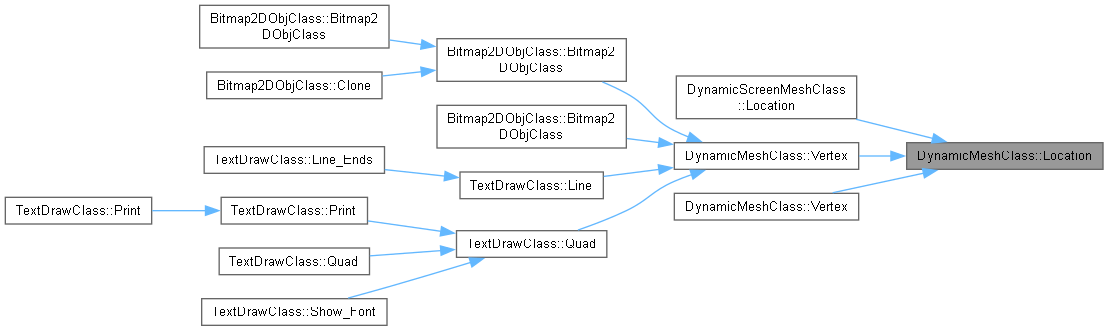 Bitmap2DObjClass::Bitmap2
DObjClass
Bitmap2DObjClass::Clone
Bitmap2DObjClass::Bitmap2
DObjClass
Bitmap2DObjClass::Bitmap2
DObjClass
DynamicScreenMeshClass
::Location
DynamicMeshClass::Vertex
DynamicMeshClass::Location
DynamicMeshClass::Vertex
TextDrawClass::Line_Ends
TextDrawClass::Line
TextDrawClass::Print
TextDrawClass::Print
TextDrawClass::Quad
TextDrawClass::Quad
TextDrawClass::Show_Font